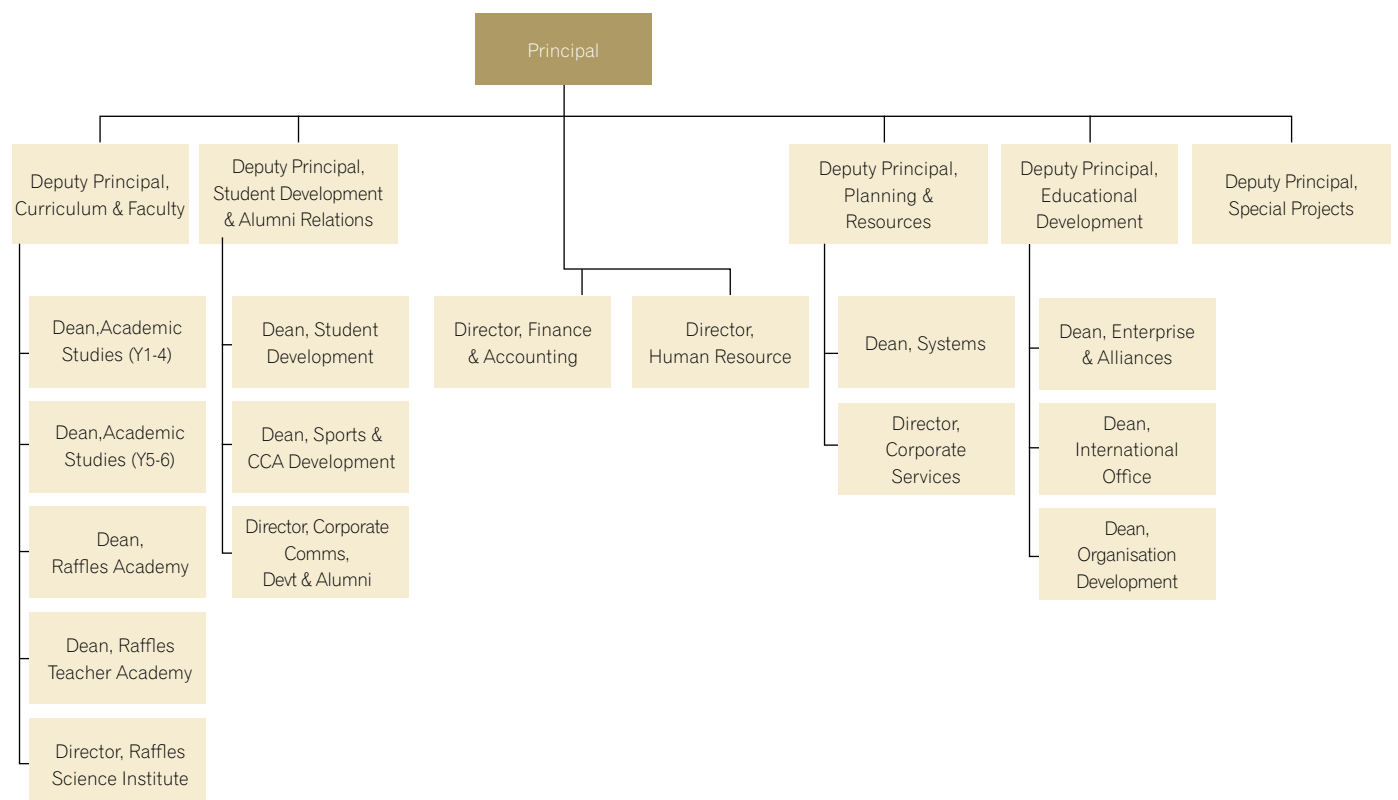 Principal
Deputy Principal,
Curriculum & Faculty
Deputy Principal,
Student Development
& Alumni Relations
Deputy Principal,
Planning &
Resources
Deputy Principal,
Educational
Development
Deputy Principal,
Special Projects
Dean,Academic
Studies (Y1-4)
Dean,Academic
Studies (Y5-6)
Dean,
Raffles Academy
Dean, Raffles
Teacher Academy
Director, Raffles
Science Institute
Dean, Student
Development
Dean, Sports &
CCA Development
Director, Corporate
Comms,
Devt & Alumni
Director, Finance
& Accounting
Director,
Human Resource
Dean, Systems
Director,
Corporate
Services
Dean, Enterprise
& Alliances
Dean,
International
Office
Dean,
Organisation
Development